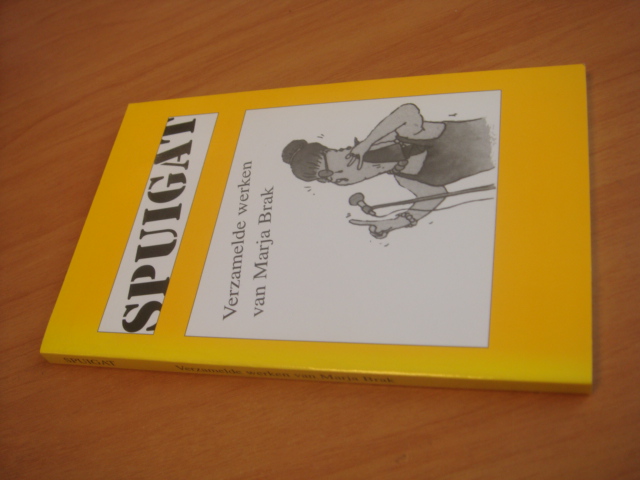 SPUIGAT
Verzamelde werken
van Marja Brak
SPUIGAT Verzamelde werken van Marja Brak